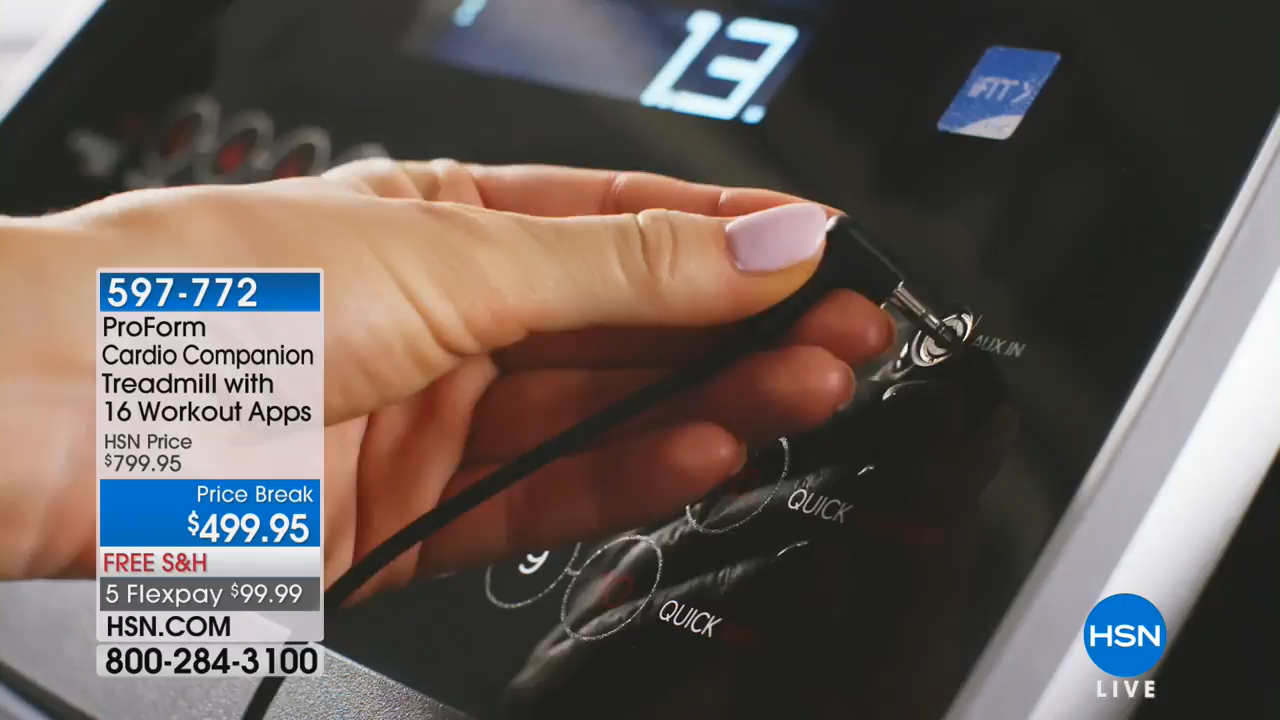 13.
iFIT
AUX IN
QUICK
9
QUICK
597-772
ProForm
Cardio Companion
Treadmill with
16 Workout Apps
HSN Price
$799.95
Price Break
$499.95
FREE S&H
5 Flexpay $99.99
HSN.COM
800-284-3100
HSN
LIVE